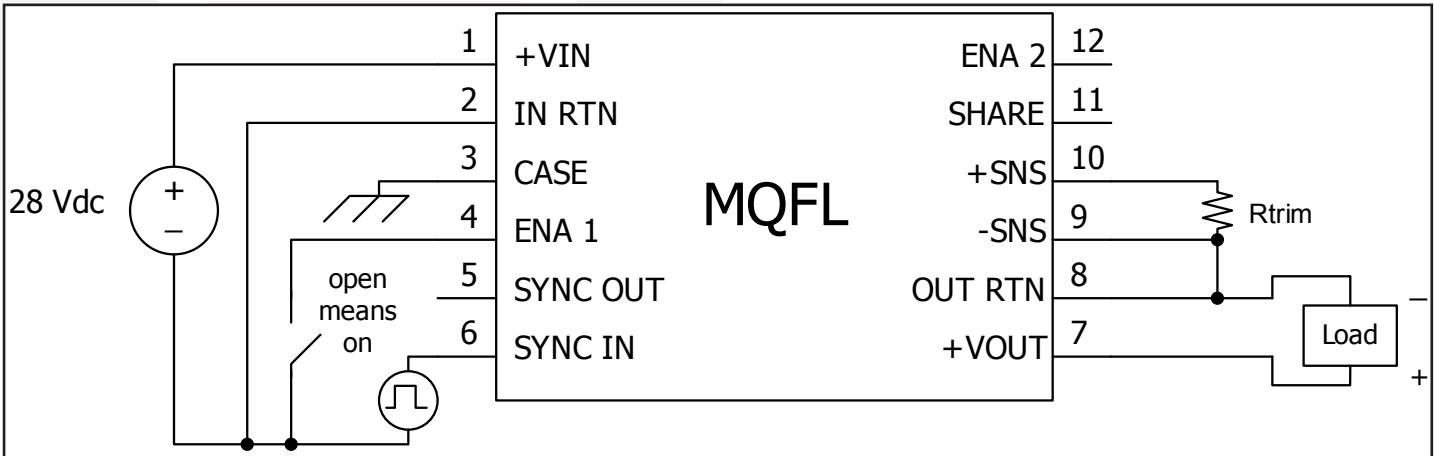 1
+VIN
2
IN RTN
3
CASE
4
ENA 1
5
SYNC OUT
6
SYNC IN
28 Vdc
+
–
open
means
on
MQFL
12
ENA 2
11
SHARE
10
+SNS
9
-SNS
8
OUT RTN
7
+VOUT
Rtrim
–
Load
+